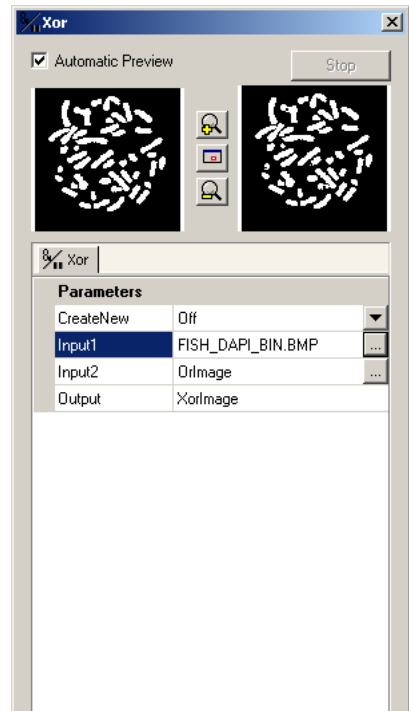 Xor
Automatic Preview
Stop
Xor
Parameters
CreateNew Off
Input1 FISH_DAPI_BIN.BMP ...
Input2 OrImage ...
Output XorImage